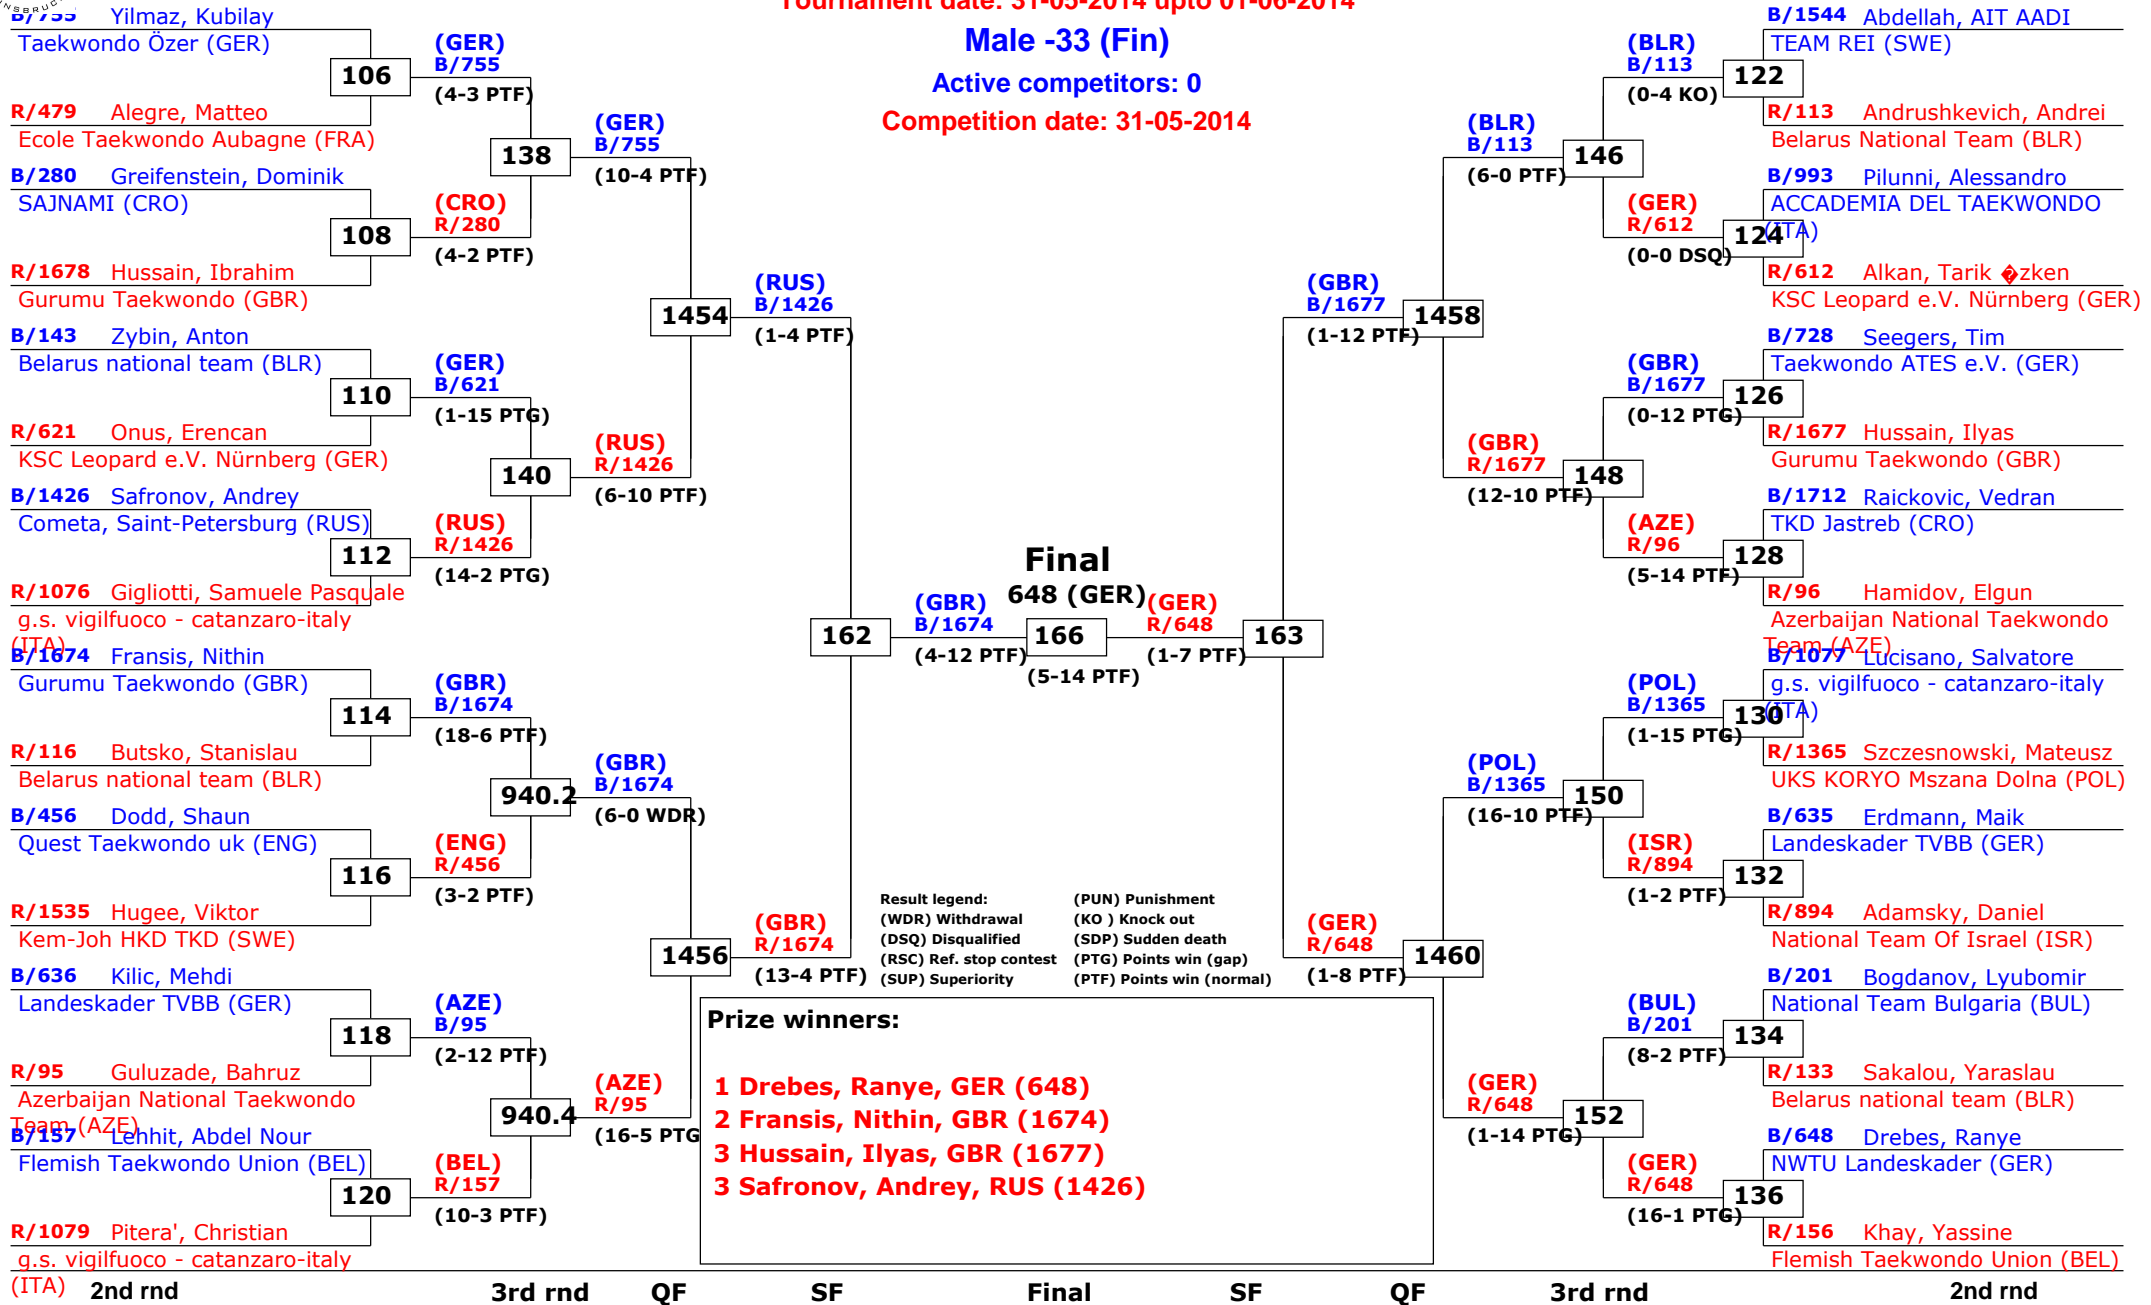 NSBRUC
Tournament date: 31-05-2014 upto 01-06-2014
Male -33 (Fin)
Active competitors: 0
Competition date: 31-05-2014
B/755 Yilmaz, Kubilay
Taekwondo Özer (GER)
106
R/479 Alegre, Matteo
Ecole Taekwondo Aubagne (FRA)
B/280 Greifenstein, Dominik
SAJNAMI (CRO)
108
R/1678 Hussain, Ibrahim
Gurumu Taekwondo (GBR)
B/143 Zybin, Anton
Belarus national team (BLR)
110
R/621 Onus, Erencan
KSC Leopard e.V. Nürnberg (GER)
B/1426 Safronov, Andrey
Cometa, Saint-Petersburg (RUS)
112
R/1076 Gigliotti, Samuele Pasquale
g.s. vigilfuoco - catanzaro-italy
(ITA)
B/1674 Fransis, Nithin
Gurumu Taekwondo (GBR)
114
R/116 Butsko, Stanislau
Belarus national team (BLR)
B/456 Dodd, Shaun
Quest Taekwondo uk (ENG)
116
R/1535 Hugee, Viktor
Kem-Joh HKD TKD (SWE)
B/636 Kilic, Mehdi
Landeskader TVBB (GER)
118
R/95 Guluzade, Bahruz
Azerbaijan National Taekwondo
Team (AZE)
B/157 Lehhit, Abdel Nour
Flemish Taekwondo Union (BEL)
120
R/1079 Pitera', Christian
g.s. vigilfuoco - catanzaro-italy
(ITA)
(GER)
B/755
(4-3 PTF)
138
(CRO)
R/280
(4-2 PTF)
(GER)
B/621
(1-15 PTG)
140
(RUS)
R/1426
(14-2 PTG)
(GBR)
B/1674
(18-6 PTF)
940.2
(ENG)
R/456
(3-2 PTF)
(AZE)
B/95
(2-12 PTF)
940.4
(BEL)
R/157
(10-3 PTF)
(GER)
B/755
(10-4 PTF)
1454
(RUS)
R/1426
(6-10 PTF)
(GBR)
B/1674
(6-0 WDR)
1456
(AZE)
R/95
(16-5 PTG
(RUS)
B/1426
(1-4 PTF)
162
(GBR)
R/1674
(13-4 PTF)
(GBR)
B/1674
(4-12 PTF)
Final
648 (GER)
166
(5-14 PTF)
(GER)
R/648
(1-7 PTF)
163
(GBR)
B/1677
(1-12 PTF)
1458
(GER)
R/648
(1-8 PTF)
1460
(BLR)
B/113
(6-0 PTF)
146
(GBR)
R/1677
(12-10 PTF)
148
(POL)
B/1365
(16-10 PTF)
150
(GER)
R/648
(1-14 PTG)
152
(BLR)
B/113
(0-4 KO)
122
(GER)
R/612
(0-0 DSQ)
124
(GBR)
B/1677
(0-12 PTG)
126
(AZE)
R/96
(5-14 PTF)
128
(POL)
B/1365
(1-15 PTG)
130
(ISR)
R/894
(1-2 PTF)
132
(BUL)
B/201
(8-2 PTF)
134
(GER)
R/648
(16-1 PTG)
136
B/1544 Abdellah, AIT AADI
TEAM REI (SWE)
R/113 Andrushkevich, Andrei
Belarus National Team (BLR)
B/993 Pilunni, Alessandro
ACCADEMIA DEL TAEKWONDO
(ITA)
R/612 Alkan, Tarik �zken
KSC Leopard e.V. Nürnberg (GER)
B/728 Seegers, Tim
Taekwondo ATES e.V. (GER)
R/1677 Hussain, Ilyas
Gurumu Taekwondo (GBR)
B/1712 Raickovic, Vedran
TKD Jastreb (CRO)
R/96 Hamidov, Elgun
Azerbaijan National Taekwondo
Team (AZE)
B/1077 Lucisano, Salvatore
g.s. vigilfuoco - catanzaro-italy
(ITA)
R/1365 Szczesnowski, Mateusz
UKS KORYO Mszana Dolna (POL)
B/635 Erdmann, Maik
Landeskader TVBB (GER)
R/894 Adamsky, Daniel
National Team Of Israel (ISR)
B/201 Bogdanov, Lyubomir
National Team Bulgaria (BUL)
R/133 Sakalou, Yaraslau
Belarus national team (BLR)
B/648 Drebes, Ranye
NWTU Landeskader (GER)
R/156 Khay, Yassine
Flemish Taekwondo Union (BEL)
Result legend: (PUN) Punishment
(WDR) Withdrawal (KO ) Knock out
(DSQ) Disqualified (SDP) Sudden death
(RSC) Ref. stop contest (PTG) Points win (gap)
(SUP) Superiority (PTF) Points win (normal)
Prize winners:
1 Drebes, Ranye, GER (648)
2 Fransis, Nithin, GBR (1674)
3 Hussain, Ilyas, GBR (1677)
3 Safronov, Andrey, RUS (1426)
2nd rnd 3rd rnd QF SF Final SF QF 3rd rnd 2nd rnd